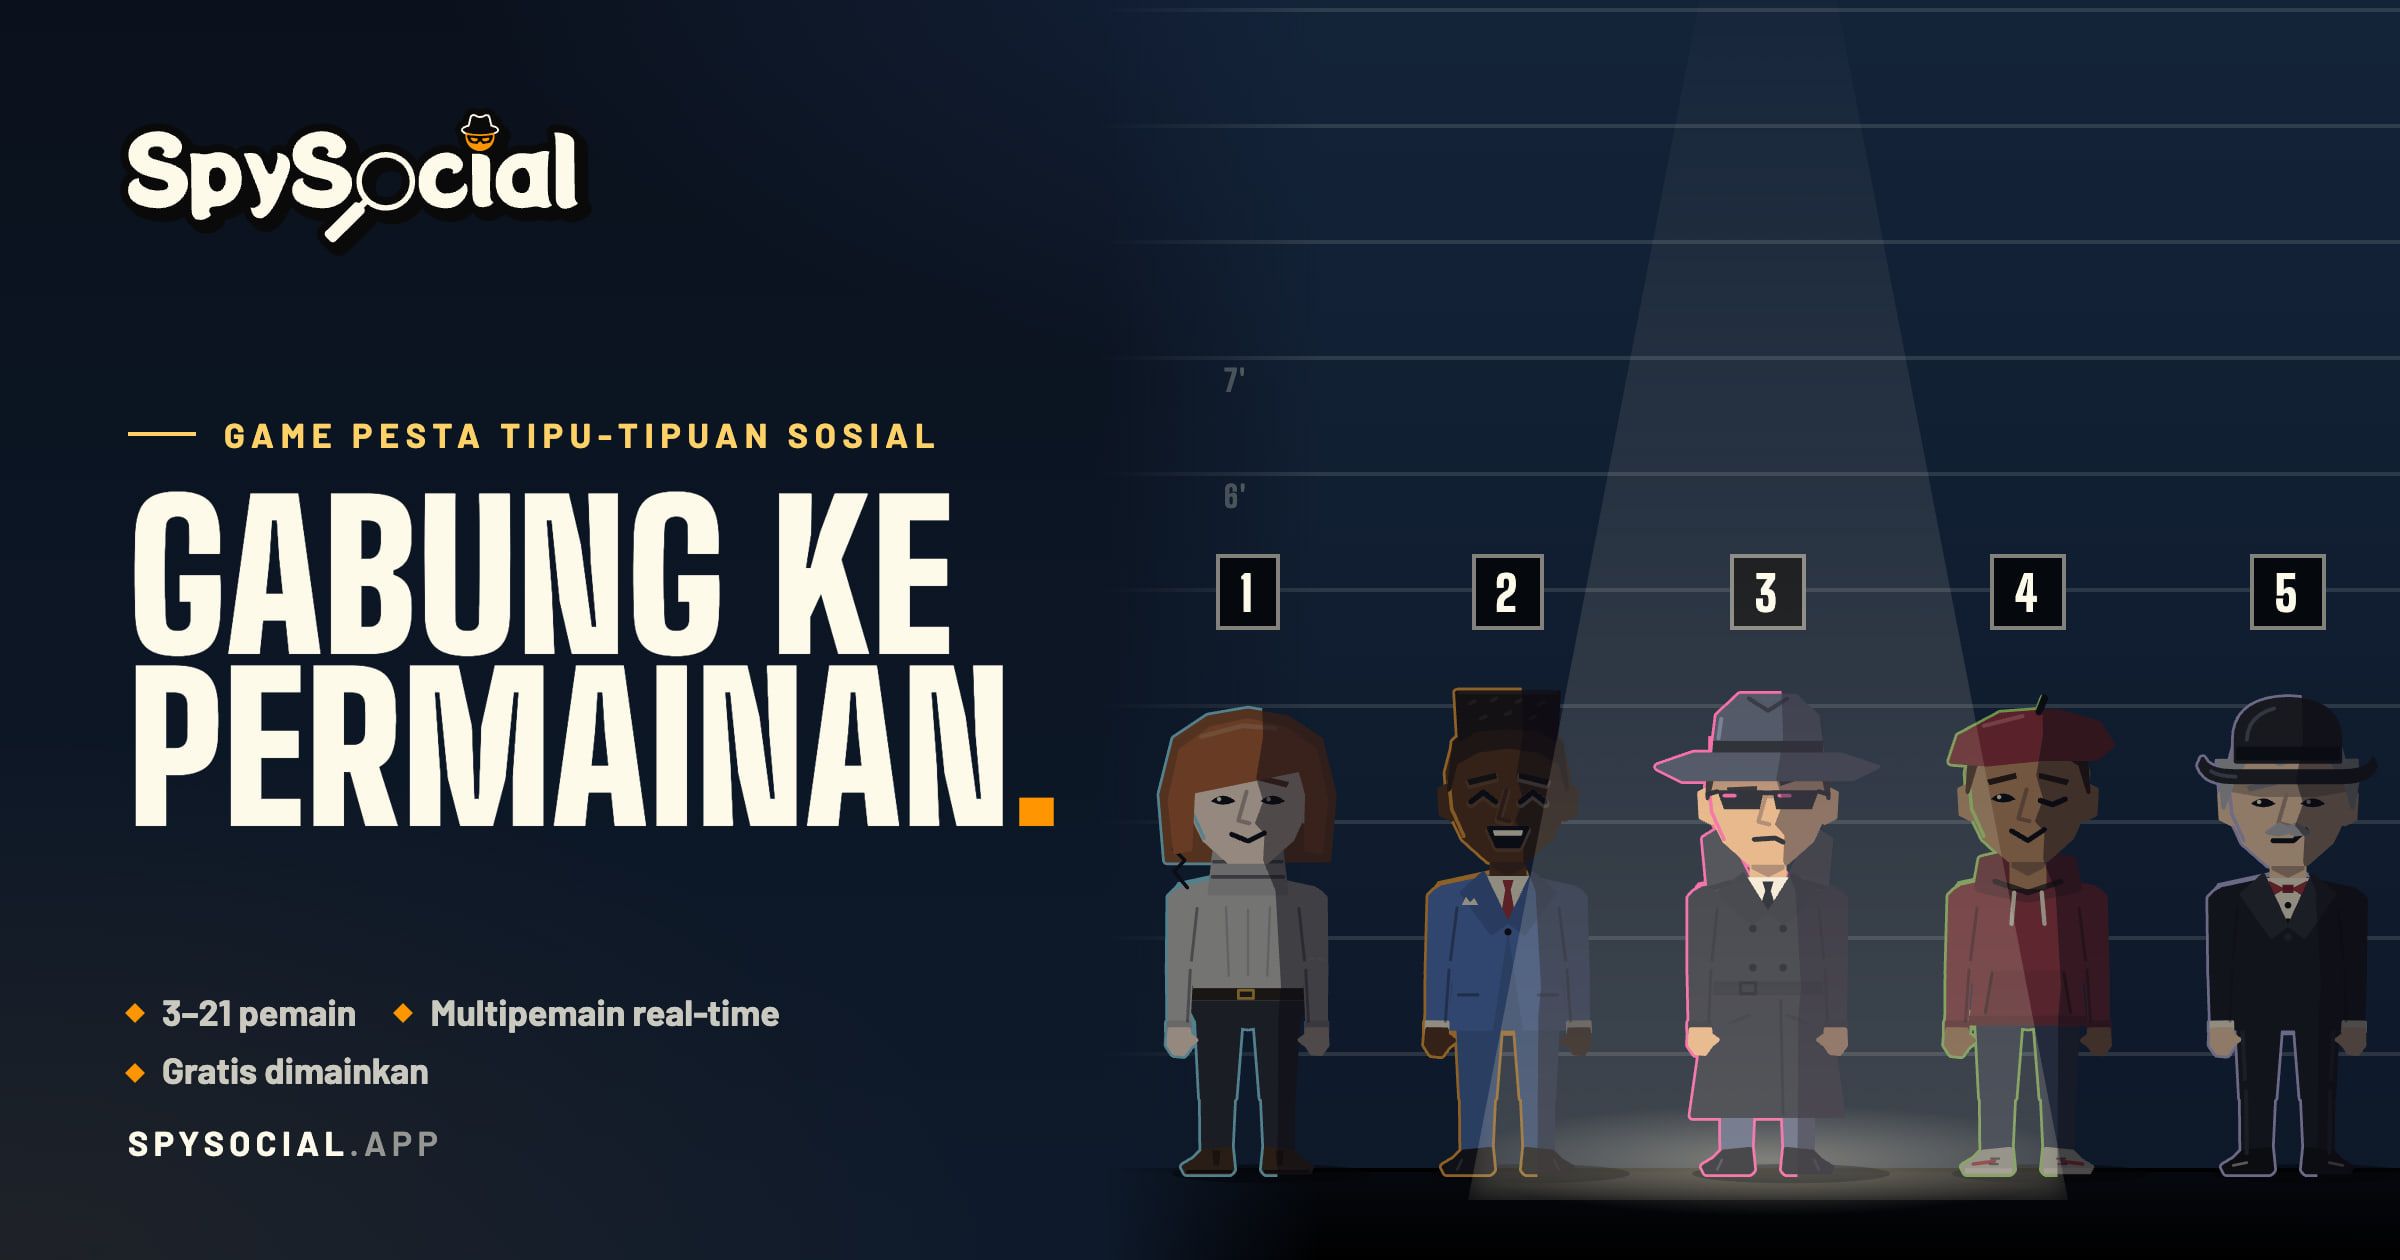 SpySocial
GAME PESTA TIPU-TIPUAN SOSIAL
GABUNG KE
PERMAINAN.
3–21 pemain
Multipemain real-time
Gratis dimainkan
SPYSOCIAL.APP
7'
6'
1
2
3
4
5